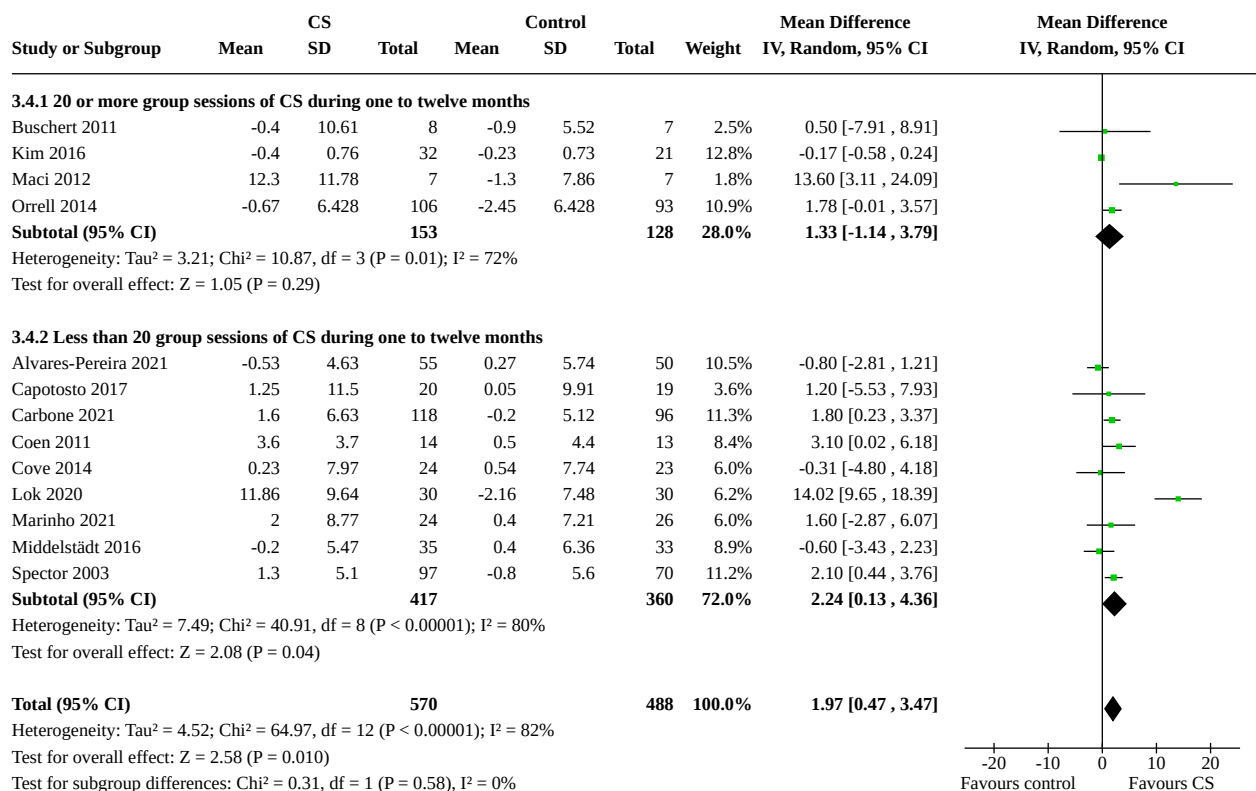 CS Control Mean Difference Mean Difference
Study or Subgroup Mean SD Total Mean SD Total Weight IV, Random, 95% CI IV, Random, 95% CI
3.4.1 20 or more group sessions of CS during one to twelve months
Buschert 2011 -0.4 10.61 8 -0.9 5.52 7 2.5% 0.50 [-7.91 , 8.91]
Kim 2016 -0.4 0.76 32 -0.23 0.73 21 12.8% -0.17 [-0.58 , 0.24]
Maci 2012 12.3 11.78 7 -1.3 7.86 7 1.8% 13.60 [3.11 , 24.09]
Orrell 2014 -0.67 6.428 106 -2.45 6.428 93 10.9% 1.78 [-0.01 , 3.57]
Subtotal (95% CI) 153 128 28.0% 1.33 [-1.14 , 3.79]
Heterogeneity: Tau² = 3.21; Chi² = 10.87, df = 3 (P = 0.01); I² = 72%
Test for overall effect: Z = 1.05 (P = 0.29)
3.4.2 Less than 20 group sessions of CS during one to twelve months
Alvares-Pereira 2021 -0.53 4.63 55 0.27 5.74 50 10.5% -0.80 [-2.81 , 1.21]
Capotosto 2017 1.25 11.5 20 0.05 9.91 19 3.6% 1.20 [-5.53 , 7.93]
Carbone 2021 1.6 6.63 118 -0.2 5.12 96 11.3% 1.80 [0.23 , 3.37]
Coen 2011 3.6 3.7 14 0.5 4.4 13 8.4% 3.10 [0.02 , 6.18]
Cove 2014 0.23 7.97 24 0.54 7.74 23 6.0% -0.31 [-4.80 , 4.18]
Lok 2020 11.86 9.64 30 -2.16 7.48 30 6.2% 14.02 [9.65 , 18.39]
Marinho 2021 2 8.77 24 0.4 7.21 26 6.0% 1.60 [-2.87 , 6.07]
Middelstädt 2016 -0.2 5.47 35 0.4 6.36 33 8.9% -0.60 [-3.43 , 2.23]
Spector 2003 1.3 5.1 97 -0.8 5.6 70 11.2% 2.10 [0.44 , 3.76]
Subtotal (95% CI) 417 360 72.0% 2.24 [0.13 , 4.36]
Heterogeneity: Tau² = 7.49; Chi² = 40.91, df = 8 (P < 0.00001); I² = 80%
Test for overall effect: Z = 2.08 (P = 0.04)
Total (95% CI) 570 488 100.0% 1.97 [0.47 , 3.47]
Heterogeneity: Tau² = 4.52; Chi² = 64.97, df = 12 (P < 0.00001); I² = 82%
Test for overall effect: Z = 2.58 (P = 0.010)
-20 -10 0 10 20
Test for subgroup differences: Chi² = 0.31, df = 1 (P = 0.58), I² = 0%
Favours control Favours CS